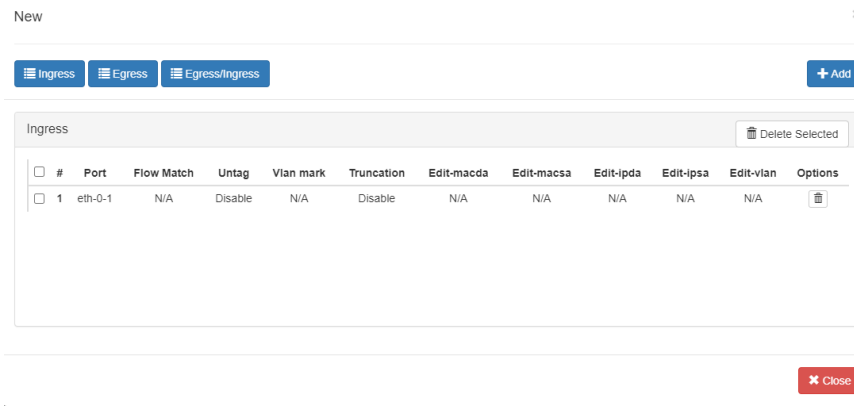 New
Ingress Egress Egress/Ingress Add
Ingress
Delete Selected
# Port Flow Match Untag Vlan mark Truncation Edit-macda Edit-macsa Edit-ipda Edit-ipsa Edit-vlan Options
1 eth-0-1 N/A Disable N/A Disable N/A N/A N/A N/A N/A
Close